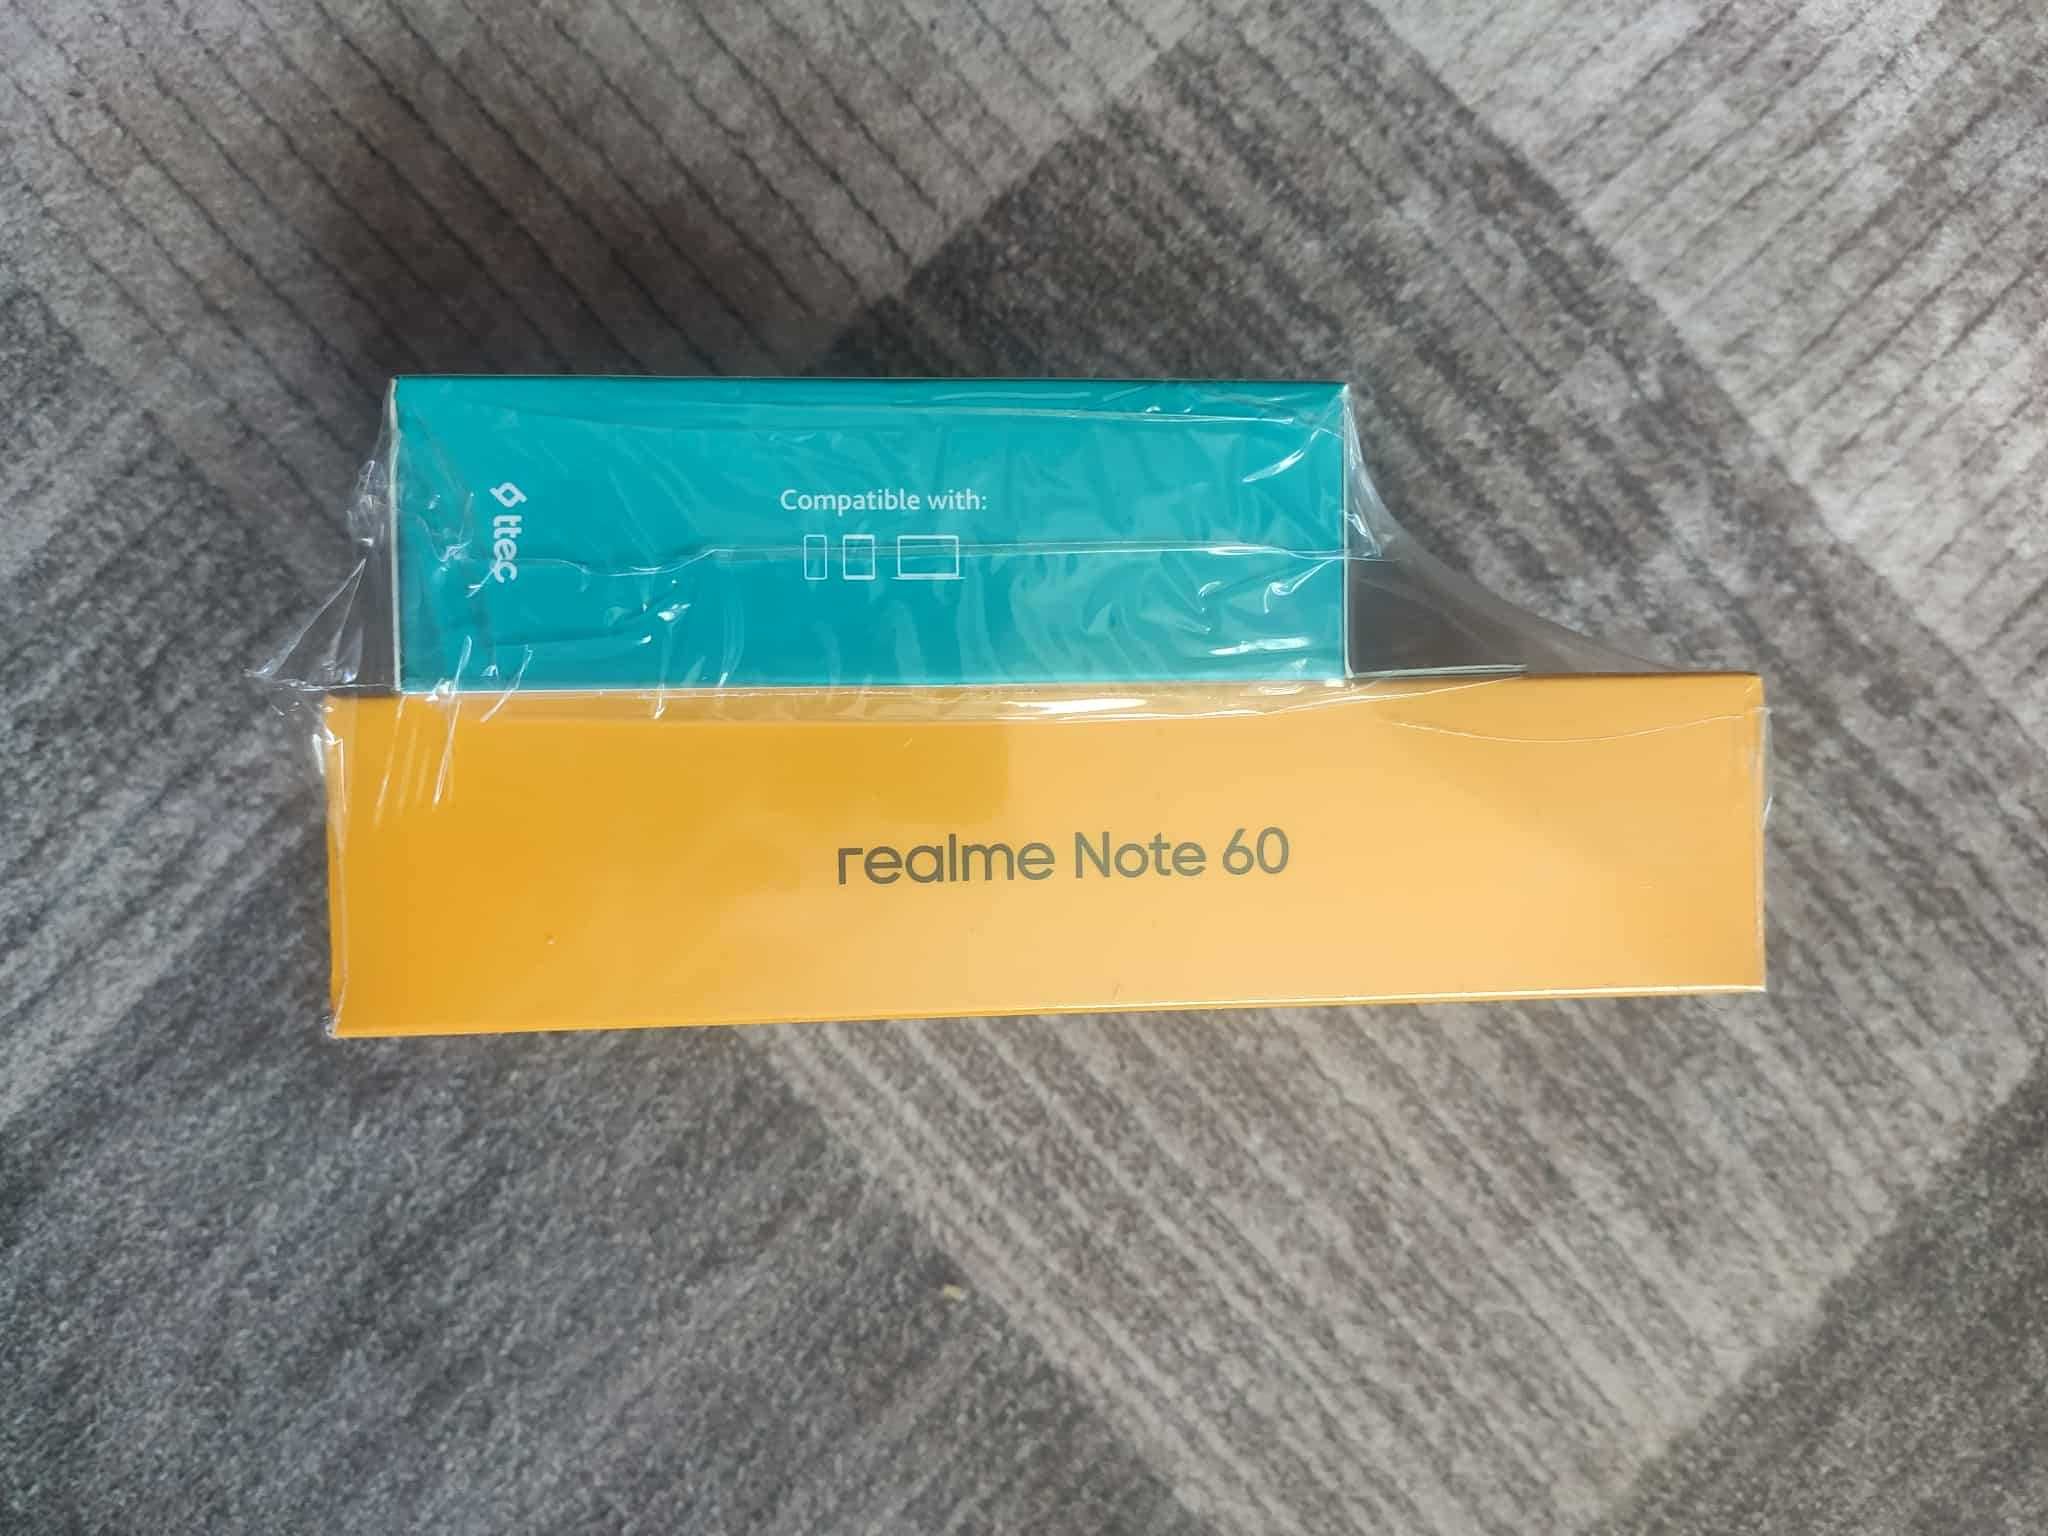 ttec
Compatible with:
realme Note 60